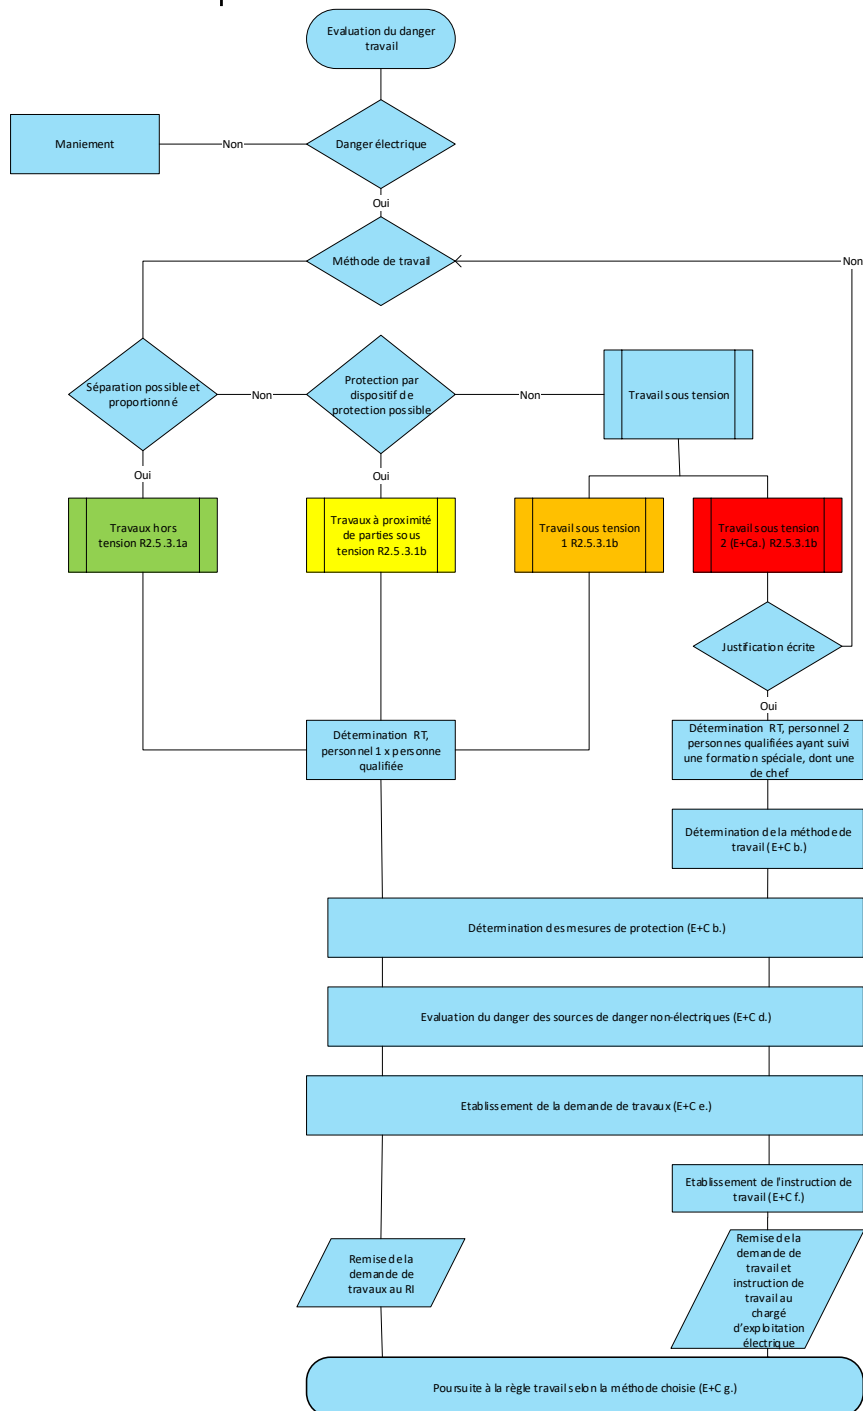 Evaluation du danger
travail
Danger électrique
Non
Maniement
Oui
Méthode de travail
Non
Séparation possible et
proportionné
Non
Protection par
dispositif de
protection possible
Non
Travail sous tension
Oui
Oui
Travaux hors
tension R2.5.3.1a
Travaux à proximité
de parties sous
tension R2.5.3.1b
Travail sous tension
1 R2.5.3.1b
Travail sous tension
2 (E+Ca.) R2.5.3.1b
Justification écrite
Oui
Détermination RT,
personnel 1 x personne
qualifiée
Détermination RT, personnel 2
personnes qualifiées ayant suivi
une formation spéciale, dont une
de chef
Détermination de la méthode de
travail (E+C b.)
Détermination des mesures de protection (E+C b.)
Evaluation du danger des sources de danger non-électriques (E+C d.)
Etablissement de la demande de travaux (E+C e.)
Etablissement de l'instruction de
travail (E+C f.)
Remise de la
demande de
travaux au RI
Remise de la
demande de
travail et
instruction de
travail au
chargé
d'exploitation
électrique
Poursuite à la règle travail selon la méthode choisie (E+C g.)